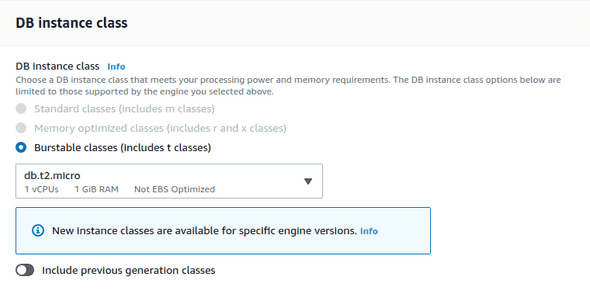 DB instance class
DB instance class Info
Choose a DB instance class that meets your processing power and memory requirements. The DB instance class options below are
limited to those supported by the engine you selected above.
Standard classes (includes m classes)
Memory optimized classes (includes r and x classes)
Burstable classes (includes t classes)
db.t2.micro
1 vCPUs 1 GiB RAM Not EBS Optimized
New instance classes are available for specific engine versions. Info
Include previous generation classes